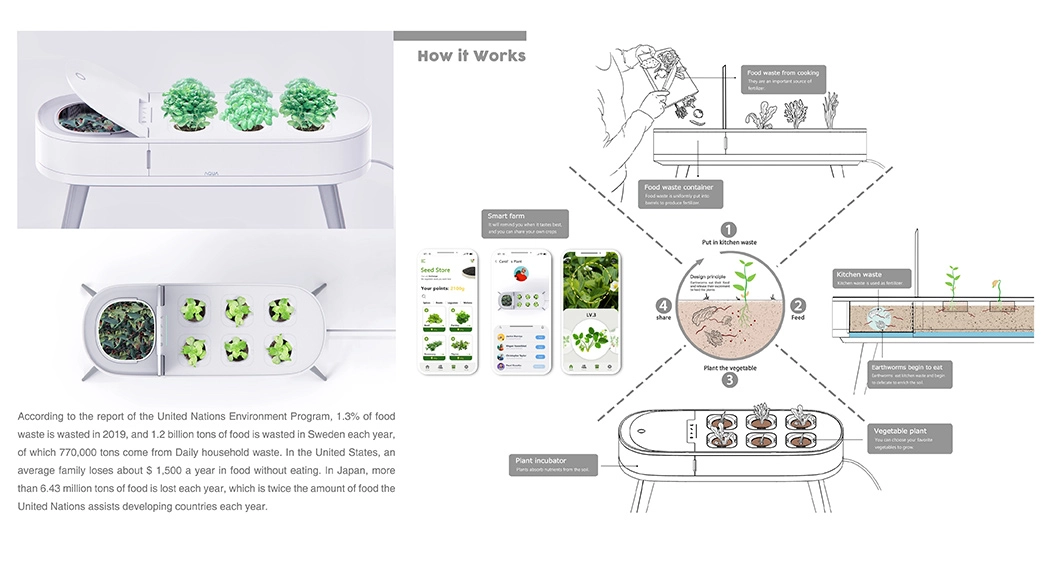 How it Works
AQUA
According to the report of the United Nations Environment Program, 1.3% of food
waste is wasted in 2019, and 1.2 billion tons of food is wasted in Sweden each year,
of which 770,000 tons come from Daily household waste. In the United States, an
average family loses about $ 1,500 a year in food without eating. In Japan, more
than 6.43 million tons of food is lost each year, which is twice the amount of food the
United Nations assists developing countries each year.
Food waste from cooking
They are an important source of
fertilizer
Food waste container
Food waste is uniformly put into
to produce fertilizer
Smart farm
It will remind you when it feed,
and you can share your own crops
Seed Store
Your points:
a Plant
LV.3
1
Put in kitchen waste
Design principle
Earthworms eat that food
4
share
2
Feed
Plant the vegetable
3
Kitchen waste
Kitchen waste is used as fertilizer
Earthworms begin to eat
Earthworms eat kitchen waste and begin
to to enrich the soil
Vegetable plant
You can choose your favorite
vegetables to grow.
Plant incubator
Plants absorb nutrients from the soil